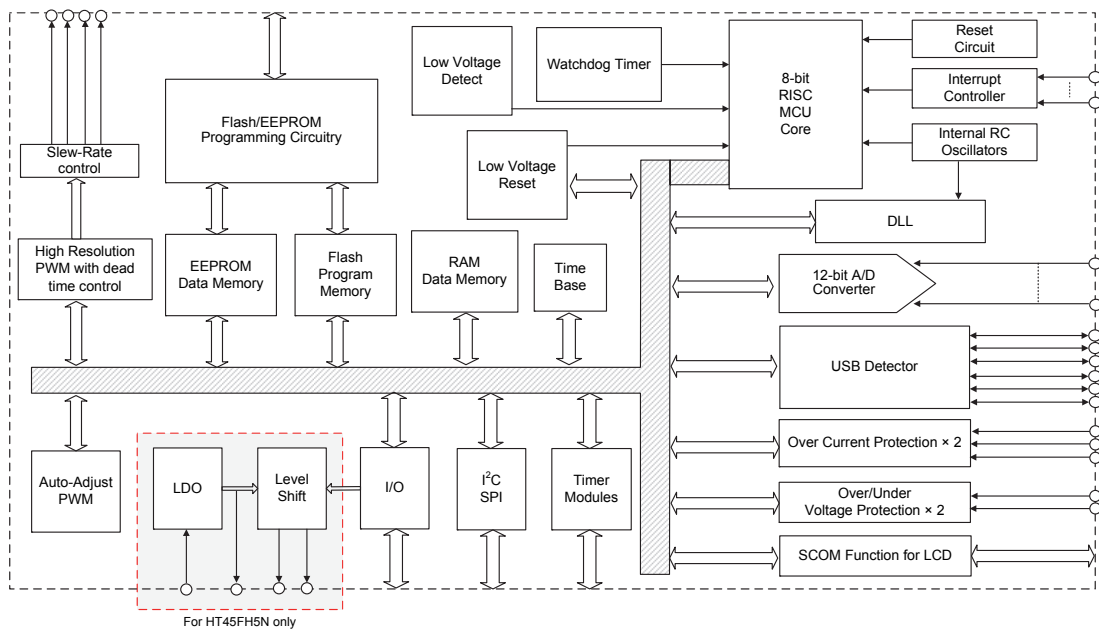 Low Voltage
Detect
Watchdog Timer
8-bit
RISC
MCU
Core
Reset
Circuit
Interrupt
Controller
Internal RC
Oscillators
Flash/EEPROM
Programming Circuitry
Slew-Rate
control
Low Voltage
Reset
DLL
High Resolution
PWM with dead
time control
EEPROM
Data Memory
Flash
Program
Memory
RAM
Data Memory
Time
Base
12-bit A/D
Converter
USB Detector
Over Current Protection × 2
Auto-Adjust
PWM
LDO
Level
Shift
I/O
I²C
SPI
Timer
Modules
Over/Under
Voltage Protection × 2
SCOM Function for LCD
For HT45FH5N only